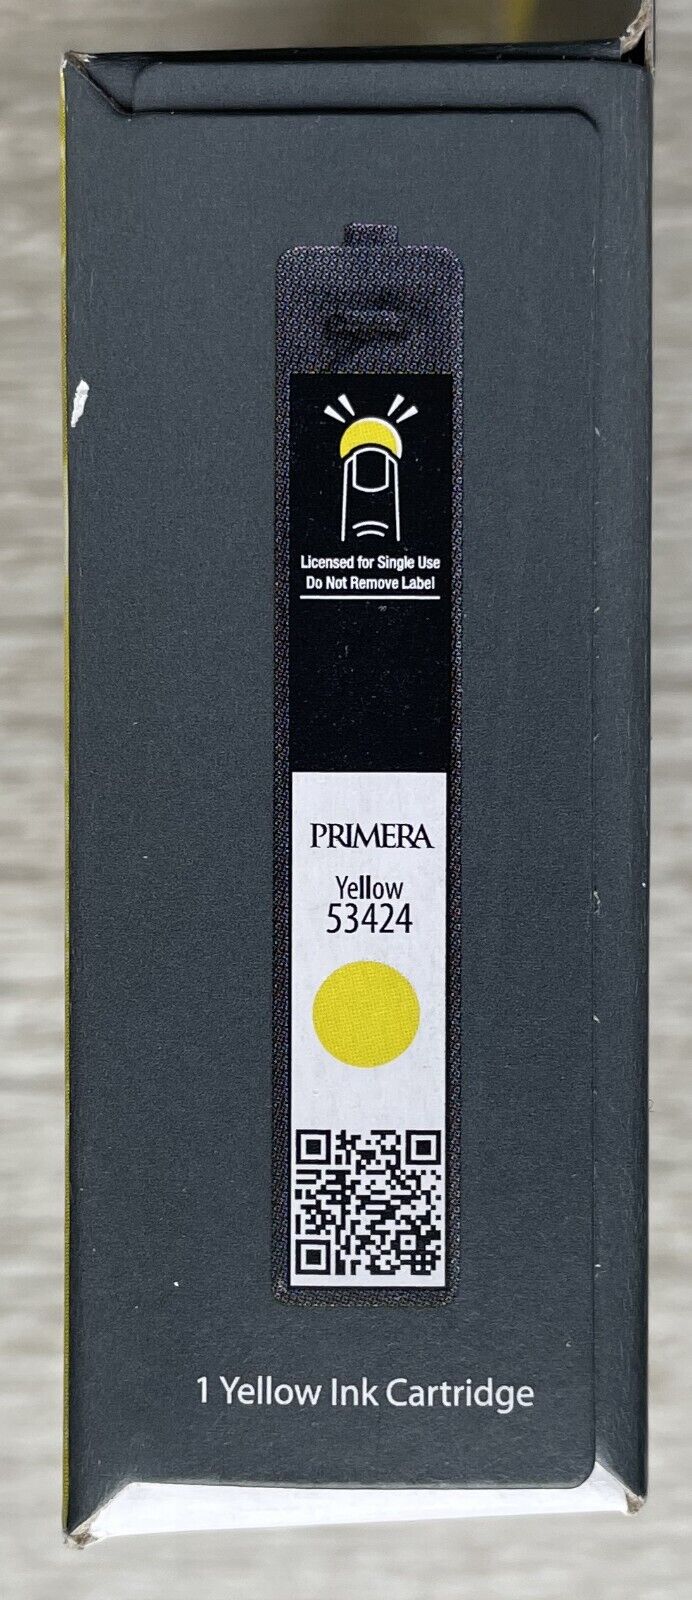 Licensed for Single Use
Do Not Remove Label
PRIMERA
Yellow
53424
1 Yellow Ink Cartridge